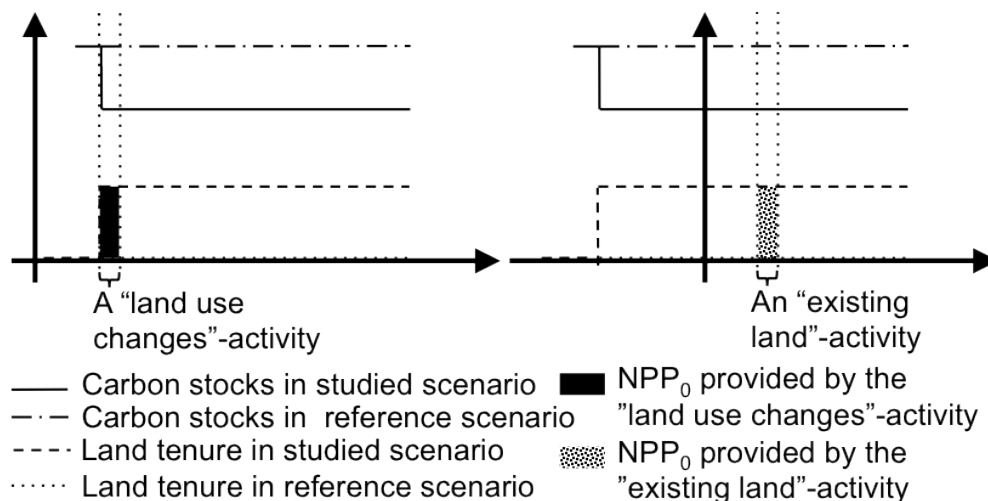 A “land use
changes”-activity
An “existing
land”-activity
Carbon stocks in studied scenario
Carbon stocks in reference scenario
Land tenure in studied scenario
Land tenure in reference scenario
NPP₀ provided by the
”land use changes”-activity
NPP₀ provided by the
”existing land”-activity